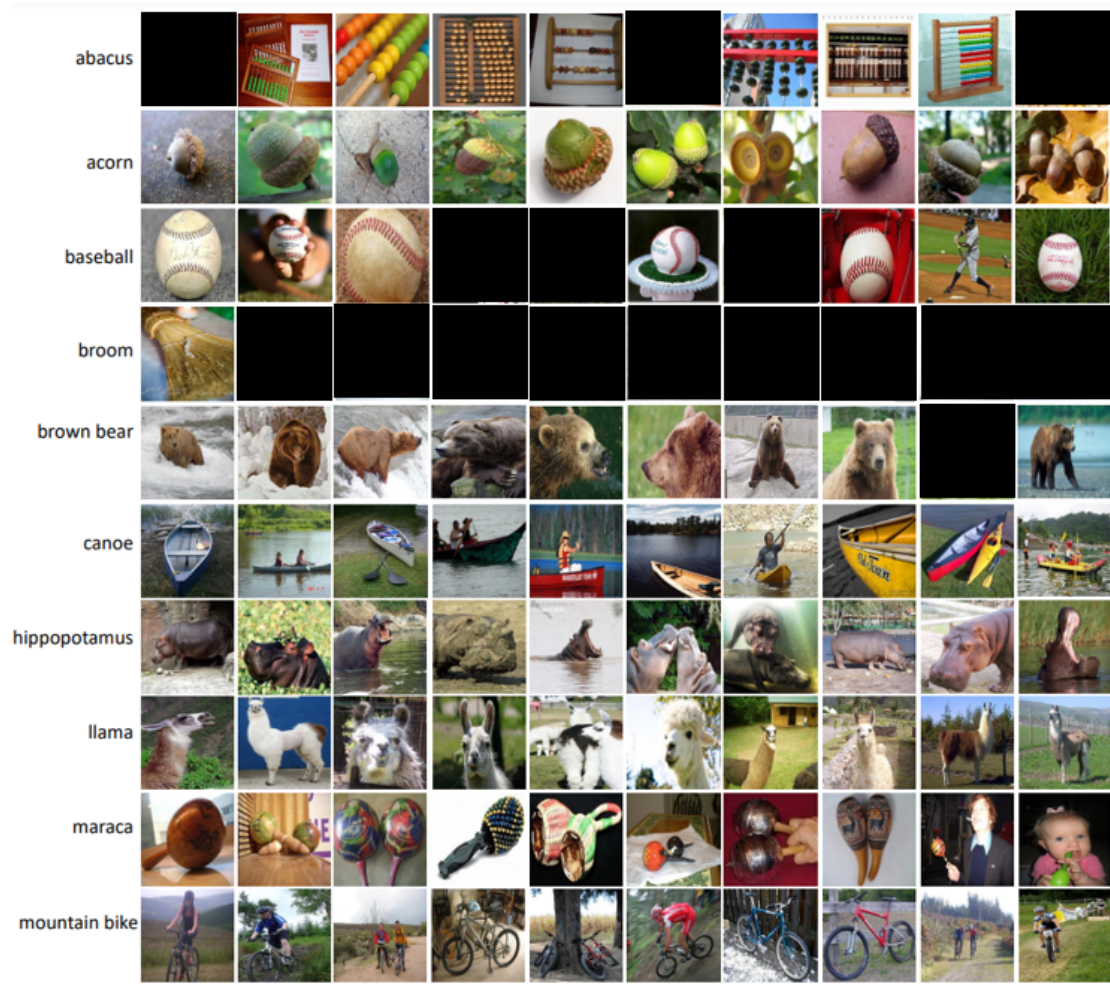 abacus
acorn
baseball
broom
brown bear
canoe
hippopotamus
llama
maraca
mountain bike